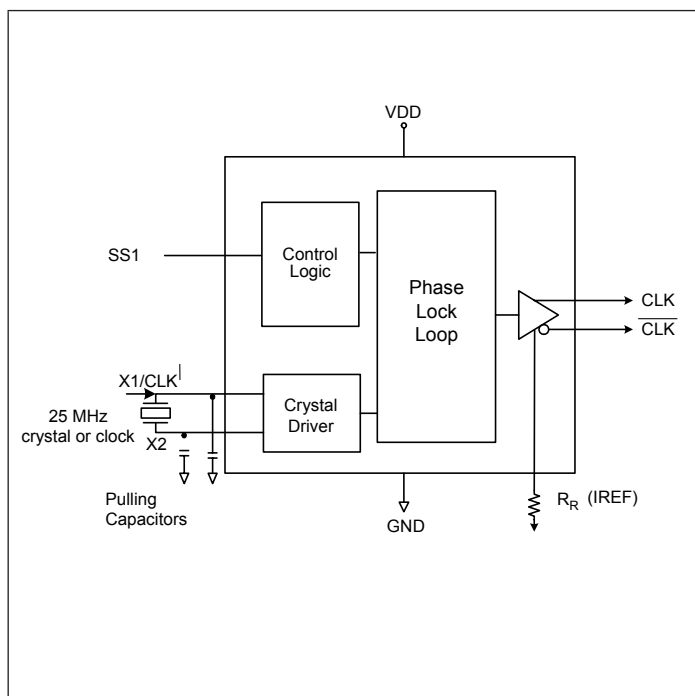 VDD
SS1
Control
Logic
Phase
Lock
Loop
CLK
CLK
X1/CLK
25 MHz
crystal or clock
X2
Crystal
Driver
Pulling
Capacitors
GND
RR (IREF)